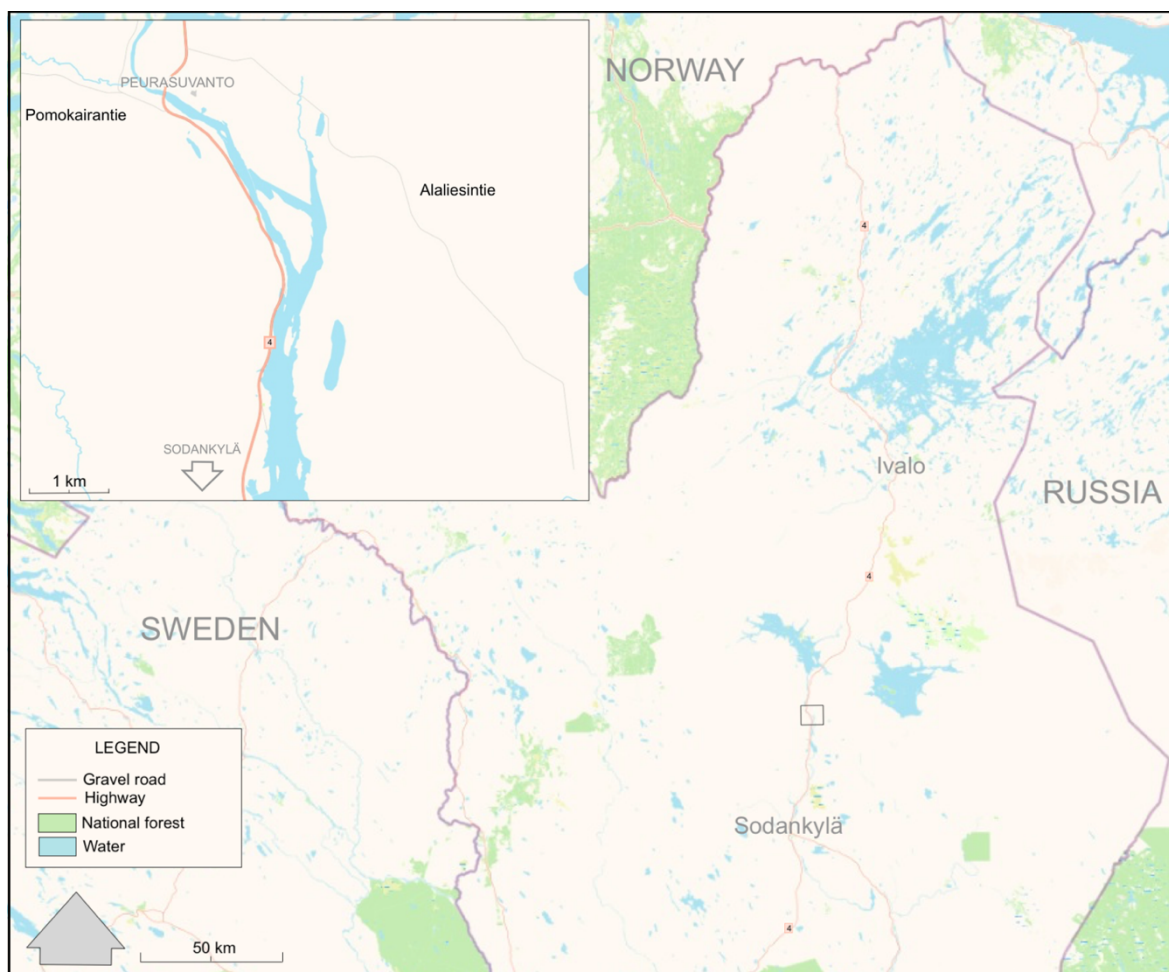 PEURASUVANTO
Pomokairantie
Alaliesintie
4
SODANKYLÄ
1 km
NORWAY
4
Ivalo
RUSSIA
4
SWEDEN
LEGEND
Gravel road
Highway
National forest
Water
Sodankylä
4
50 km